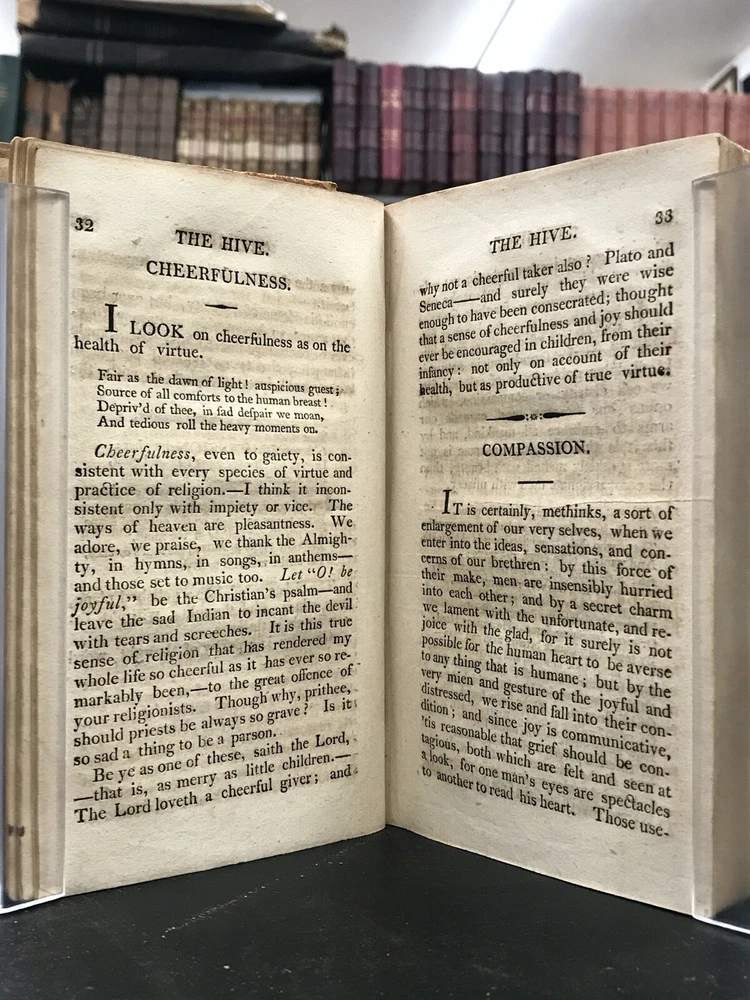 32
THE HIVE.
CHEERFULNESS.
I LOOK on cheerfulness as on the
health of virtue.
Fair as the dawn of light! auspicious guest;
Source of all comforts to the human breast!
Depriv'd of thee, in sad despair we moan,
And tedious roll the heavy moments on.
Cheerfulness, even to gaiety, is con-
sistent with every species of virtue and
practice of religion.—I think it incon-
sistent only with impiety or vice. The
ways of heaven are pleasantness. We
adore, we praise, we thank the Almigh-
ty, in hymns, in songs, in anthems—
and those set to music too. Let "O! be
joyful," be the Christian's psalm—and
leave the sad Indian to incant the devil
with tears and screeches. It is this true
sense of religion that has rendered my
whole life so cheerful as it has ever so re-
markably been,—to the great offence of
your religionists. Though why, prithee,
should priests be always so grave? Is it
so sad a thing to be a parson.
Be ye as one of these, saith the Lord,
—that is, as merry as little children.—
The Lord loveth a cheerful giver; and
33
THE HIVE.
why not a cheerful taker also? Plato and
Seneca—and surely they were wise
enough to have been consecrated; thought
that a sense of cheerfulness and joy should
ever be encouraged in children, from their
infancy: not only on account of their
health, but as productive of true virtue.
COMPASSION.
IT is certainly, methinks, a sort of
enlargement of our very selves, when we
enter into the ideas, sensations, and con-
cerns of our brethren: by this force of
their make, men are insensibly hurried
into each other; and by a secret charm
we lament with the unfortunate, and re-
joice with the glad, for it surely is not
possible for the human heart to be averse
to any thing that is humane; but by the
very mien and gesture of the joyful and
distressed, we rise and fall into their con-
dition; and since joy is communicative,
'tis reasonable that grief should be con-
tagious, both which are felt and seen at
a look, for one man's eyes are spectacles
to another to read his heart. Those use-